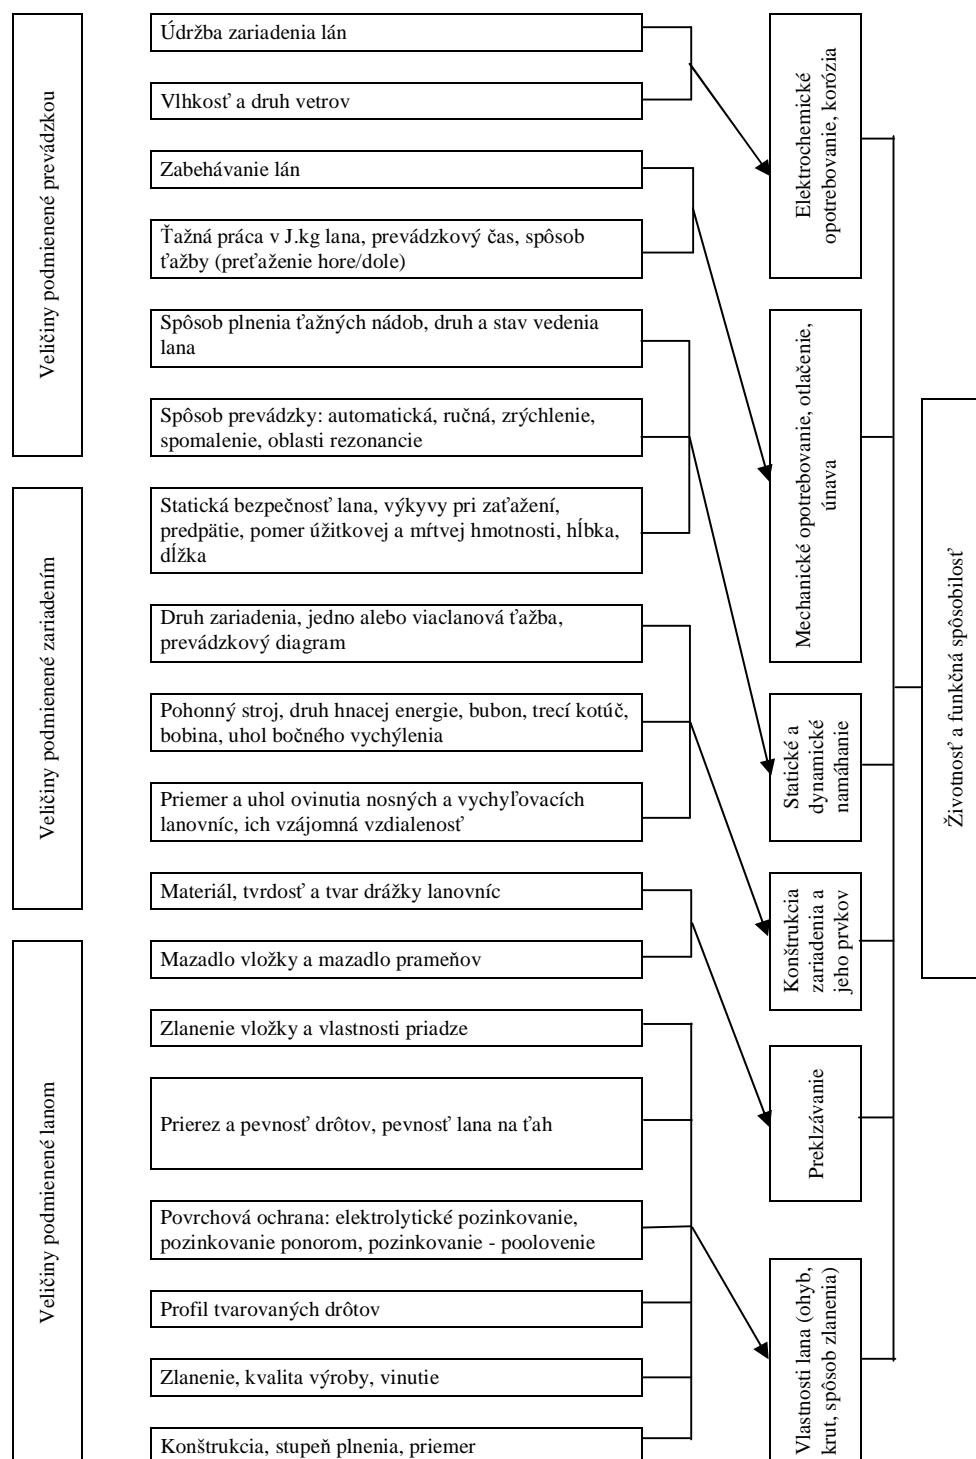 Veličiny podmienené prevádzkou
Veličiny podmienené zariadením
Veličiny podmienené lanom
Údržba zariadenia lán
Vlhkosť a druh vetrov
Zabehávanie lán
Ťažná práca v J.kg lana, prevádzkový čas, spôsob
ťažby (preťaženie hore/dole)
Spôsob plnenia ťažných nádob, druh a stav vedenia
lana
Spôsob prevádzky: automatická, ručná, zrýchlenie,
spomalenie, oblasti rezonancie
Statická bezpečnosť lana, výkyvy pri zaťažení,
predpätie, pomer úžitkovej a mŕtvej hmotnosti, hĺbka,
dĺžka
Druh zariadenia, jedno alebo viaclanová ťažba,
prevádzkový diagram
Pohonný stroj, druh hnacej energie, bubon, trecí kotúč,
bobina, uhol bočného vychýlenia
Priemer a uhol ovinutia nosných a vychyľovacích
lanovníc, ich vzájomná vzdialenosť
Materiál, tvrdosť a tvar drážky lanovníc
Mazadlo vložky a mazadlo prameňov
Zlanenie vložky a vlastnosti priadze
Prierez a pevnosť drôtov, pevnosť lana na ťah
Povrchová ochrana: elektrolytické pozinkovanie,
pozinkovanie ponorom, pozinkovanie - poolovenie
Profil tvarovaných drôtov
Zlanenie, kvalita výroby, vinutie
Konštrukcia, stupeň plnenia, priemer
Elektrochemické
opotrebovanie, korózia
Mechanické opotrebovanie, otlačenie,
únava
Statické a
dynamické
namáhanie
Konštrukcia
zariadenia a
jeho prvkov
Preklzávanie
Vlastnosti lana (ohyb,
krut, spôsob zlanenia)
Životnosť a funkčná spôsobilosť